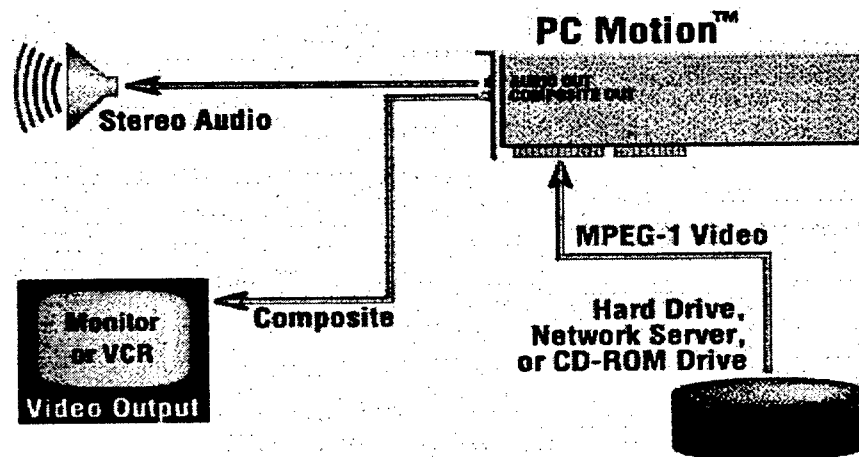 PC Motion™
AUDIO OUT
COMPOSITE OUT
Stereo Audio
MPEG-1 Video
Composite
Hard Drive,
Network Server,
or CD-ROM Drive
Monitor
or VCR
Video Output